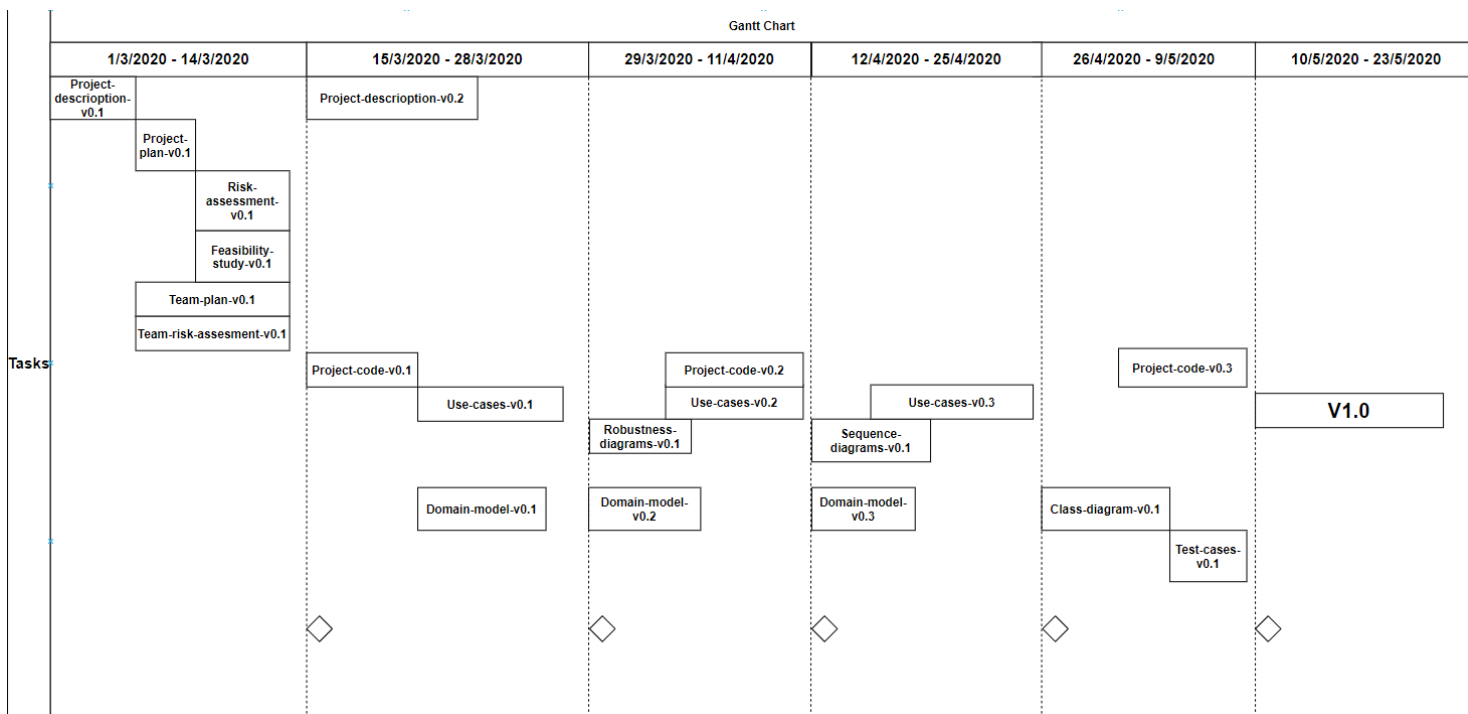 Gantt Chart
1/3/2020 - 14/3/2020
15/3/2020 - 28/3/2020
29/3/2020 - 11/4/2020
12/4/2020 - 25/4/2020
26/4/2020 - 9/5/2020
10/5/2020 - 23/5/2020
Project-
descrioption-
v0.1
Project-descrioption-v0.2
Project-
plan-v0.1
Risk-
assessment-
v0.1
Feasibility-
study-v0.1
Team-plan-v0.1
Team-risk-assesment-v0.1
Tasks
Project-code-v0.1
Project-code-v0.2
Project-code-v0.3
Use-cases-v0.1
Use-cases-v0.2
Use-cases-v0.3
V1.0
Robustness-
diagrams-v0.1
Sequence-
diagrams-v0.1
Domain-model-v0.1
Domain-model-
v0.2
Domain-model-
v0.3
Class-diagram-v0.1
Test-cases-
v0.1